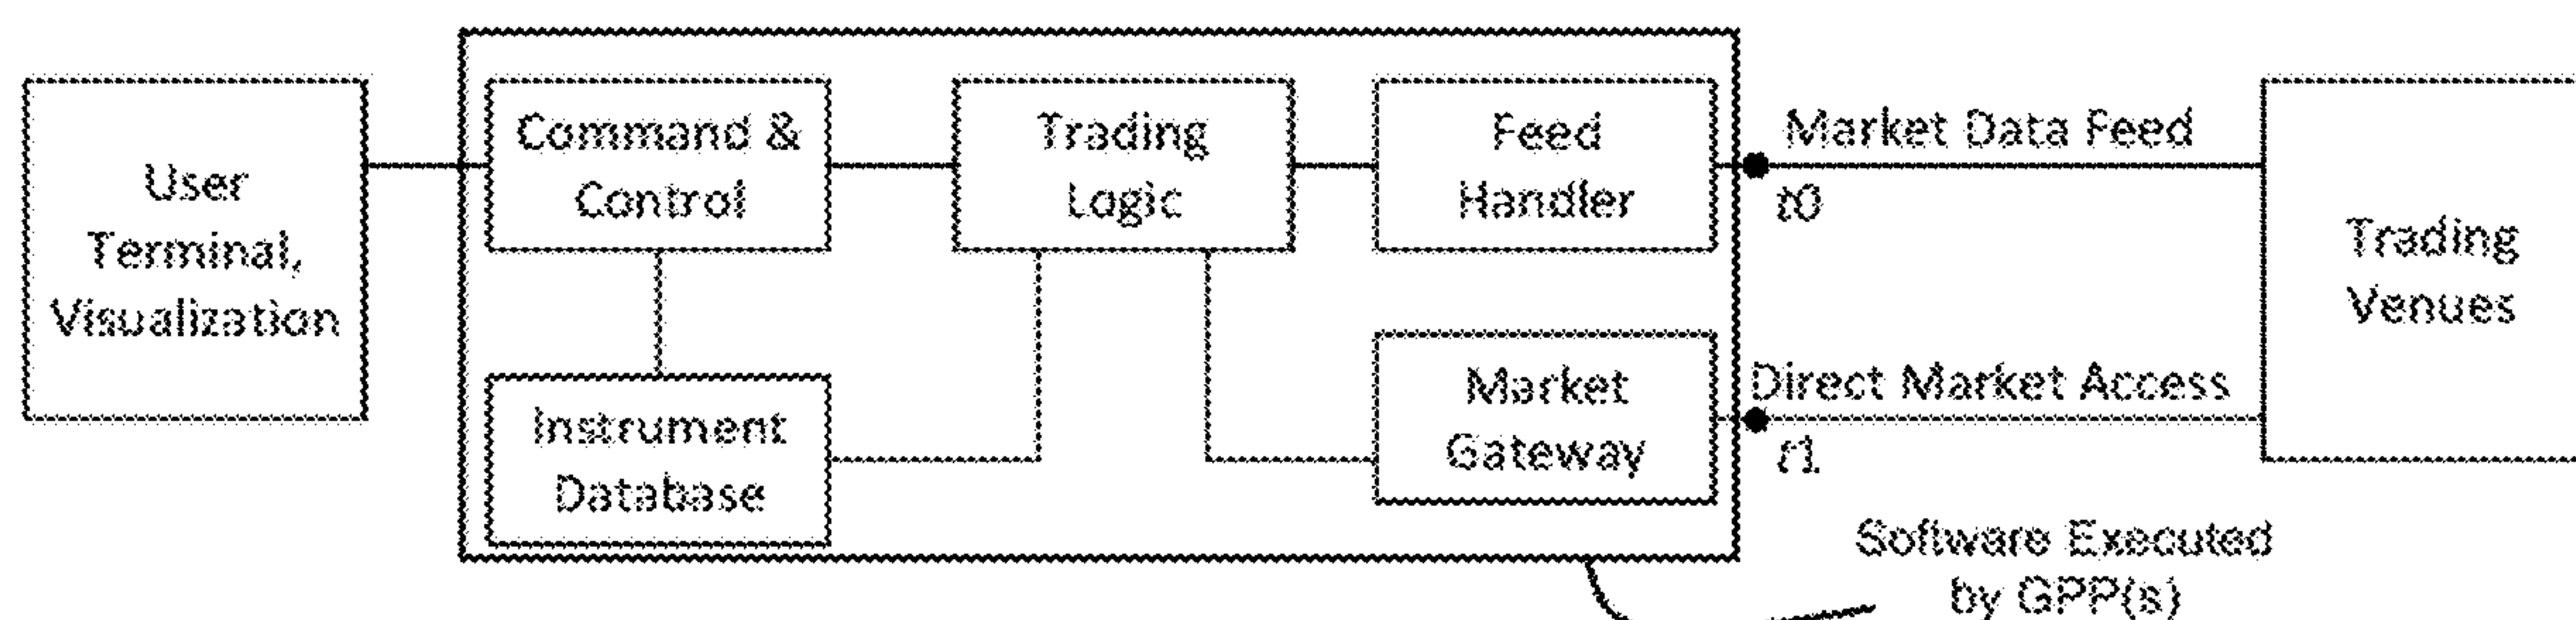 User
Terminal,
Visualization
Command &
Control
Instrument
Database
Trading
Logic
Feed
Handler
Market
Gateway
Market Data Feed
t0
Direct Market Access
t1
Trading
Venues
Software Executed
by GPP(s)